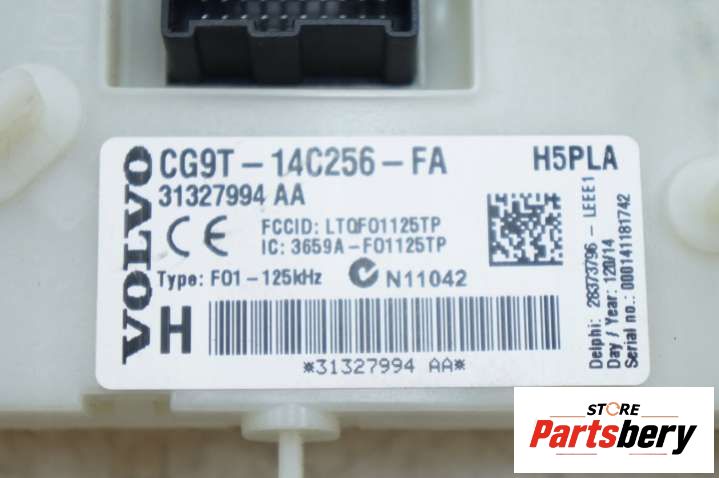 VOLVO
CG9T-14C256-FA
H5PLA
31327994 AA
CE
FCCID: LTQFO1125TP
IC: 3659A-FO1125TP
Type: F01-125kHz
N11042
H
*31327994 AA*
Delphi: 28373796 - LEEE1
Day / Year: 120/14
Serial no.: 000141181742
STORE
Partsbery